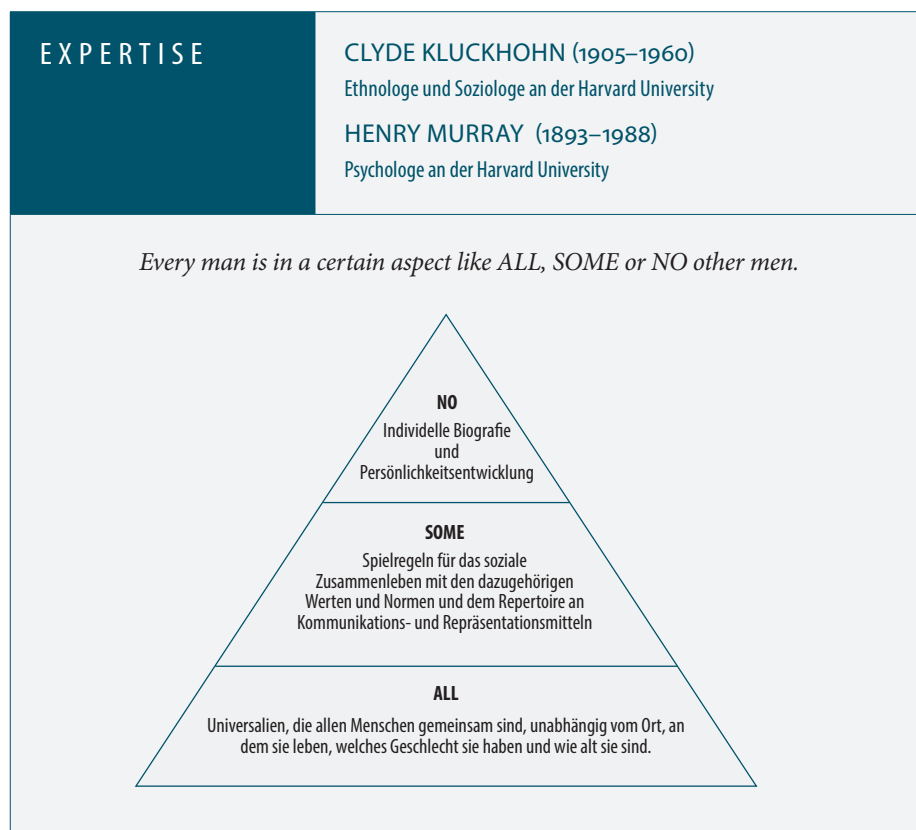 EXPERTISE
CLYDE KLUCKHOHN (1905–1960)
Ethnologe und Soziologe an der Harvard University
HENRY MURRAY (1893–1988)
Psychologe an der Harvard University
Every man is in a certain aspect like ALL, SOME or NO other men.
NO
Individelle Biografie
und
Persönlichkeitsentwicklung
SOME
Spielregeln für das soziale
Zusammenleben mit den dazugehörigen
Werten und Normen und dem Repertoire an
Kommunikations- und Repräsentationsmitteln
ALL
Universalien, die allen Menschen gemeinsam sind, unabhängig vom Ort, an
dem sie leben, welches Geschlecht sie haben und wie alt sie sind.